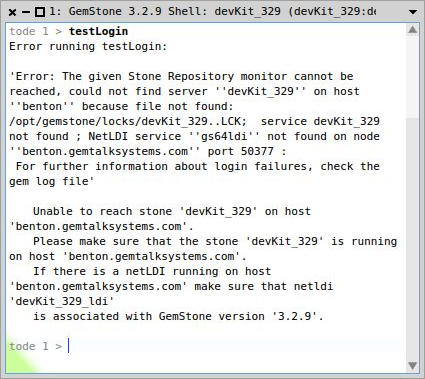 1: GemStone 3.2.9 Shell: devKit_329 (devKit_329:de
tode 1 > testLogin
Error running testLogin:
'Error: The given Stone Repository monitor cannot be
reached, could not find server ''devKit_329'' on host
''benton'' because file not found:
/opt/gemstone/locks/devKit_329..LCK;  service devKit_329
not found ; NetLDI service ''gs64ldi'' not found on node
''benton.gemtalksystems.com'' port 50377 :
 For further information about login failures, check the
gem log file'
Unable to reach stone 'devKit_329' on host
'benton.gemtalksystems.com'.
Please make sure that the stone 'devKit_329' is running
on host 'benton.gemtalksystems.com'.
If there is a netLDI running on host
'benton.gemtalksystems.com' make sure that netldi
'devKit_329_ldi'
is associated with GemStone version '3.2.9'.
tode 1 >